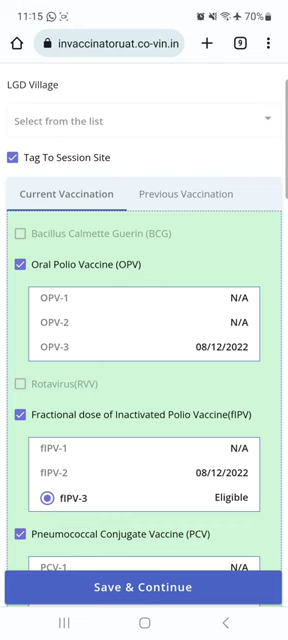 11:15
70%
invaccinatoruat.co-vin.in
9
LGD Village
Select from the list
Tag To Session Site
Current Vaccination Previous Vaccination
Bacillus Calmette Guerin (BCG)
Oral Polio Vaccine (OPV)
OPV-1 N/A
OPV-2 N/A
OPV-3 08/12/2022
Rotavirus(RVV)
Fractional dose of Inactivated Polio Vaccine(fIPV)
fIPV-1 N/A
fIPV-2 08/12/2022
fIPV-3 Eligible
Pneumococcal Conjugate Vaccine (PCV)
PCV-1 N/A
Save & Continue